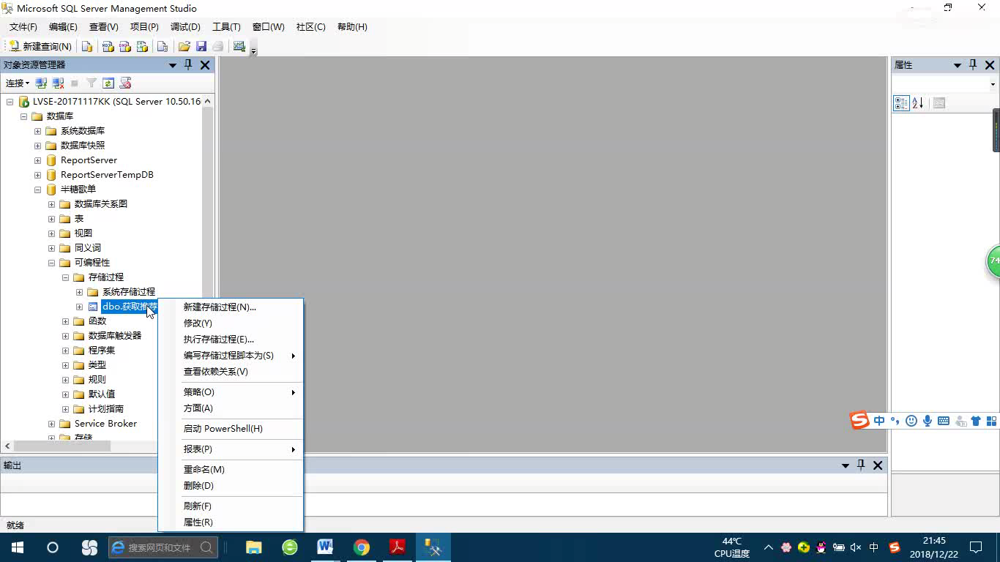 Microsoft SQL Server Management Studio
文件(F) 编辑(E) 查看(V) 项目(P) 调试(D) 工具(T) 窗口(W) 社区(C) 帮助(H)
新建查询(N)
对象资源管理器
属性
连接
LVSE-20171117KK (SQL Server 10.50.16
数据库
系统数据库
数据库快照
ReportServer
ReportServerTempDB
半糖歌单
数据库关系图
表
视图
同义词
可编程性
存储过程
系统存储过程
dbo.获取推荐
函数
数据库触发器
程序集
类型
规则
默认值
计划指南
Service Broker
存储
新建存储过程(N)...
修改(Y)
执行存储过程(E)...
编写存储过程脚本为(S)
查看依赖关系(V)
策略(O)
方面(A)
启动 PowerShell(H)
报表(P)
重命名(M)
删除(D)
刷新(F)
属性(R)
74
中
输出
就绪
搜索网页和文件
44℃
CPU温度
中
21:45
2018/12/22